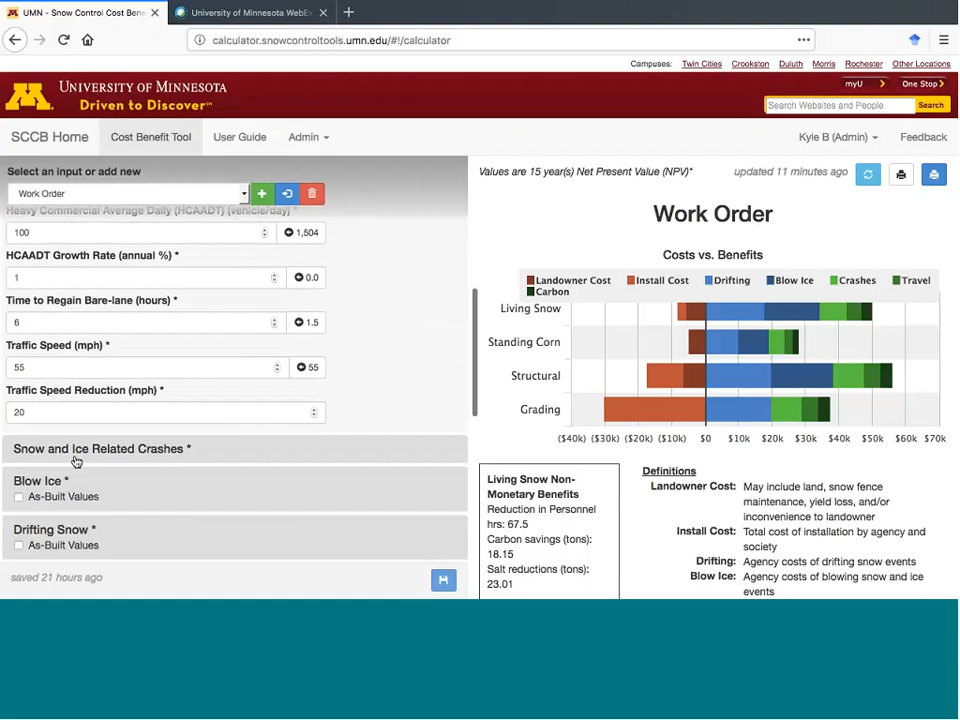 UMN - Snow Control Cost Bene
University of Minnesota WebEx
calculator.snowcontroltools.umn.edu/#!/calculator
Campuses: Twin Cities Crookston Duluth Morris Rochester Other Locations
M
UNIVERSITY OF MINNESOTA
Driven to Discover℠
myU
One Stop
Search Websites and People
Search
SCCB Home
Cost Benefit Tool
User Guide
Admin
Kyle B (Admin)
Feedback
Select an input or add new
Work Order
Heavy Commercial Average Daily (HCAADT) (vehicle/day) *
100
1,504
HCAADT Growth Rate (annual %) *
1
0.0
Time to Regain Bare-lane (hours) *
6
1.5
Traffic Speed (mph) *
55
55
Traffic Speed Reduction (mph) *
20
Snow and Ice Related Crashes *
Blow Ice *
As-Built Values
Drifting Snow *
As-Built Values
saved 21 hours ago
Values are 15 year(s) Net Present Value (NPV)*
updated 11 minutes ago
Work Order
Costs vs. Benefits
Landowner Cost Install Cost Drifting Blow Ice Crashes Travel
Carbon
Living Snow
Standing Corn
Structural
Grading
($40k) ($30k) ($20k) ($10k) $0 $10k $20k $30k $40k $50k $60k $70k
Living Snow Non-
Monetary Benefits
Reduction in Personnel
hrs: 67.5
Carbon savings (tons):
18.15
Salt reductions (tons):
23.01
Definitions
Landowner Cost: May include land, snow fence
maintenance, yield loss, and/or
inconvenience to landowner
Install Cost: Total cost of installation by agency and
society
Drifting: Agency costs of drifting snow events
Blow Ice: Agency costs of blowing snow and ice
events